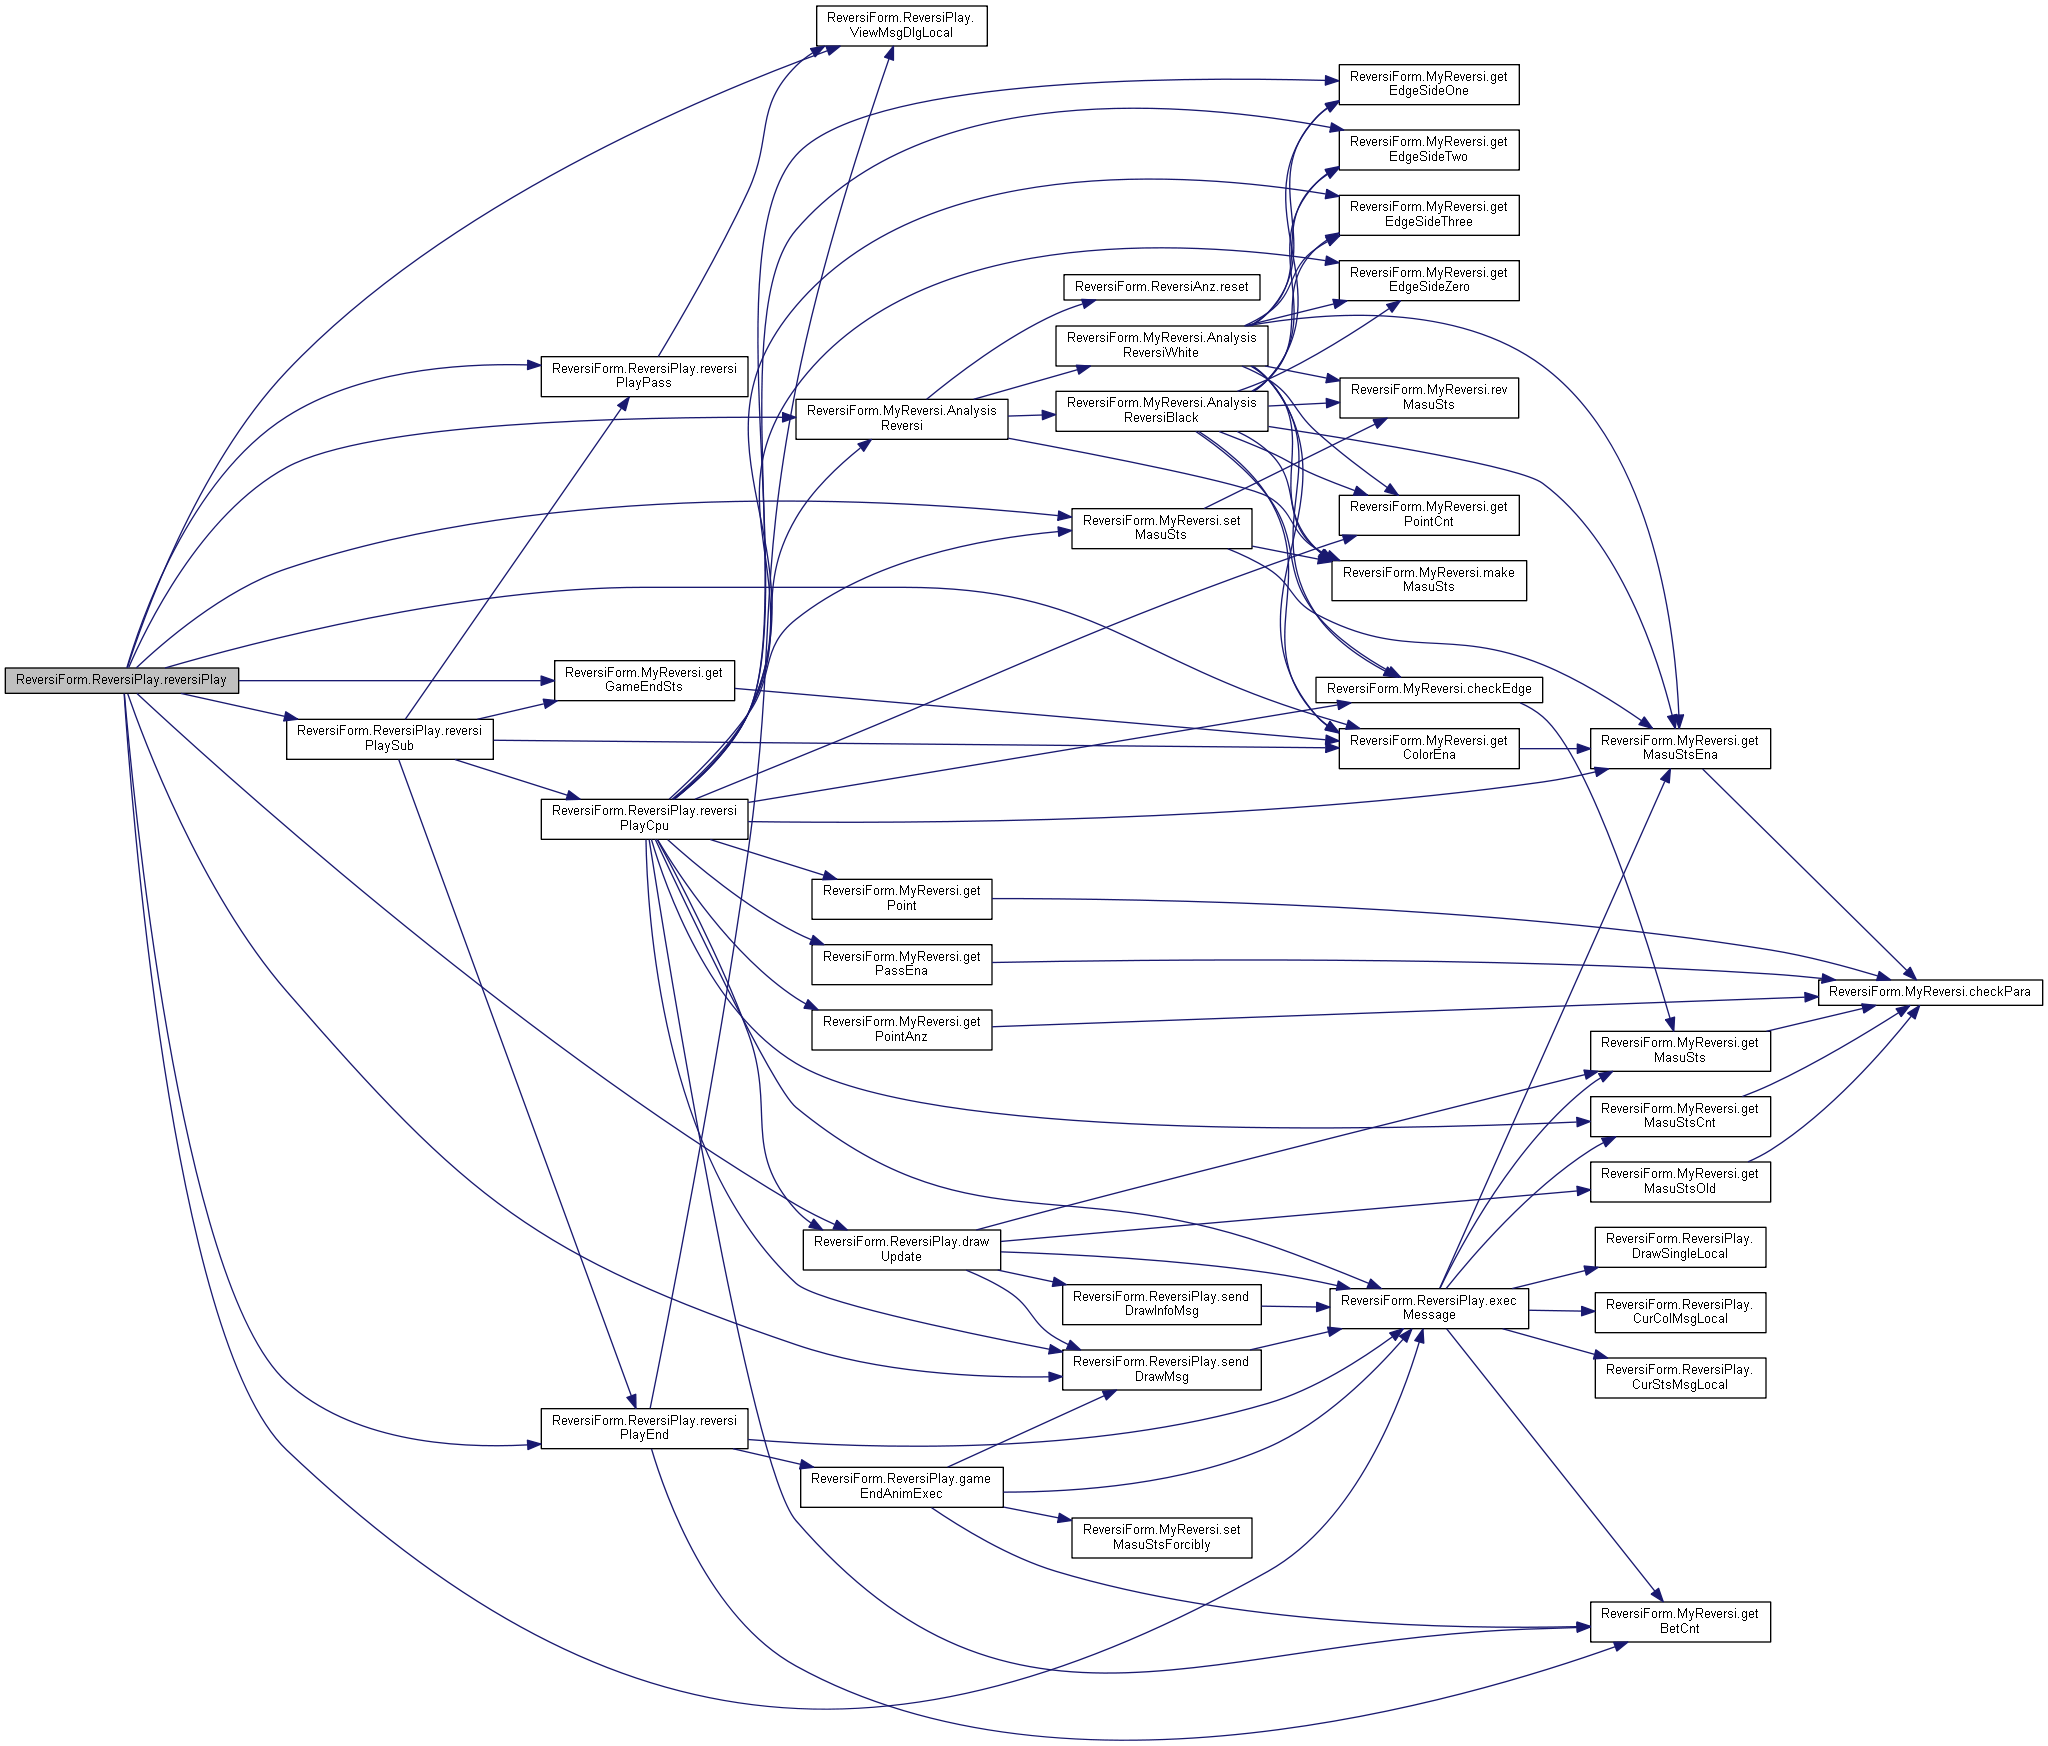 ReversiForm.ReversiPlay.
ViewMsgDlgLocal
ReversiForm.MyReversi.get
EdgeSideOne
ReversiForm.MyReversi.get
EdgeSideTwo
ReversiForm.MyReversi.get
EdgeSideThree
ReversiForm.MyReversi.get
EdgeSideZero
ReversiForm.ReversiAnz.reset
ReversiForm.MyReversi.Analysis
ReversiWhite
ReversiForm.ReversiPlay.reversi
PlayPass
ReversiForm.MyReversi.rev
MasuSts
ReversiForm.MyReversi.Analysis
ReversiBlack
ReversiForm.MyReversi.Analysis
Reversi
ReversiForm.MyReversi.get
PointCnt
ReversiForm.MyReversi.set
MasuSts
ReversiForm.MyReversi.make
MasuSts
ReversiForm.ReversiPlay.reversiPlay
ReversiForm.MyReversi.get
GameEndSts
ReversiForm.MyReversi.checkEdge
ReversiForm.ReversiPlay.reversi
PlaySub
ReversiForm.MyReversi.get
ColorEna
ReversiForm.MyReversi.get
MasuStsEna
ReversiForm.ReversiPlay.reversi
PlayCpu
ReversiForm.MyReversi.get
Point
ReversiForm.MyReversi.get
PassEna
ReversiForm.MyReversi.checkPara
ReversiForm.MyReversi.get
PointAnz
ReversiForm.MyReversi.get
MasuSts
ReversiForm.MyReversi.get
MasuStsCnt
ReversiForm.MyReversi.get
MasuStsOld
ReversiForm.ReversiPlay.draw
Update
ReversiForm.ReversiPlay.
DrawSingleLocal
ReversiForm.ReversiPlay.send
DrawInfoMsg
ReversiForm.ReversiPlay.exec
Message
ReversiForm.ReversiPlay.
CurColMsgLocal
ReversiForm.ReversiPlay.send
DrawMsg
ReversiForm.ReversiPlay.
CurStsMsgLocal
ReversiForm.ReversiPlay.reversi
PlayEnd
ReversiForm.ReversiPlay.game
EndAnimExec
ReversiForm.MyReversi.set
MasuStsForcibly
ReversiForm.MyReversi.get
BetCnt